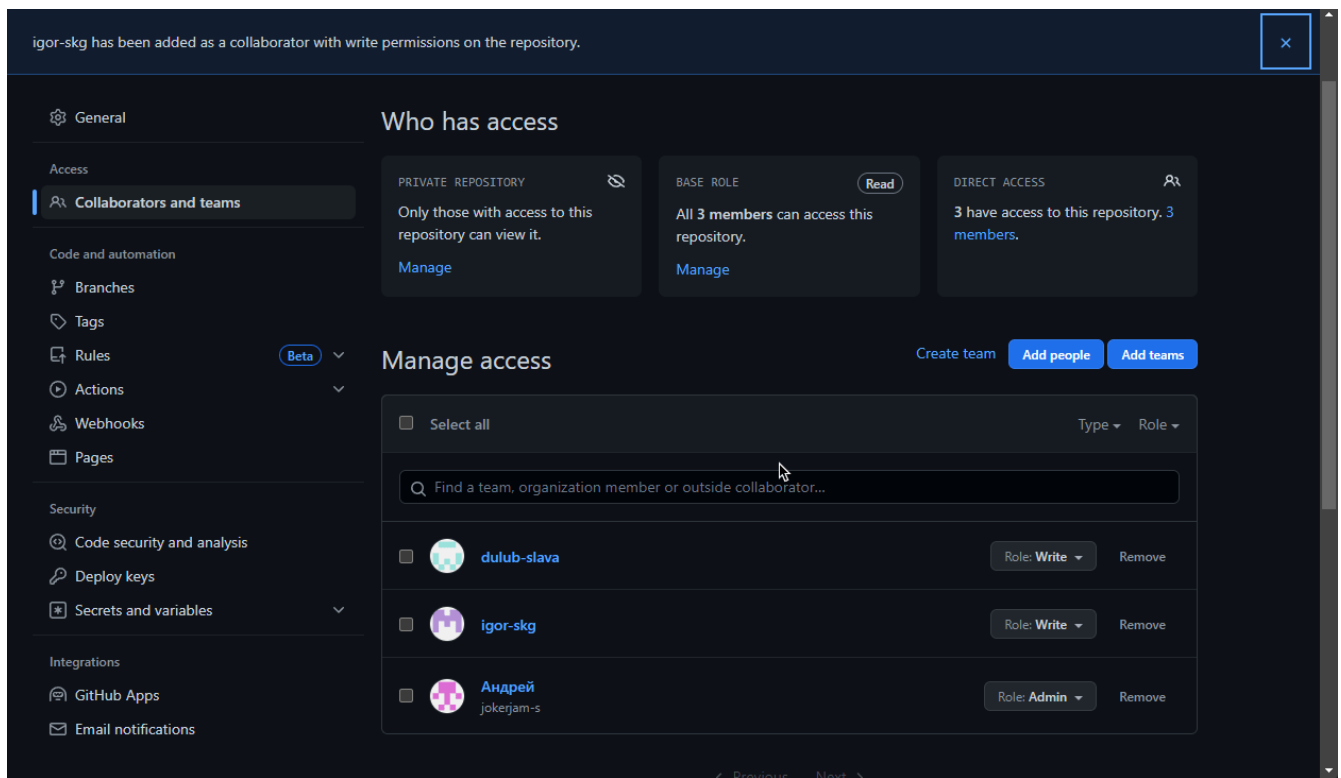 igor-skg has been added as a collaborator with write permissions on the repository.
General
Access
Collaborators and teams
Code and automation
Branches
Tags
Rules Beta
Actions
Webhooks
Pages
Security
Code security and analysis
Deploy keys
Secrets and variables
Integrations
GitHub Apps
Email notifications
Who has access
PRIVATE REPOSITORY
Only those with access to this
repository can view it.
Manage
BASE ROLE Read
All 3 members can access this
repository.
Manage
DIRECT ACCESS
3 have access to this repository. 3
members.
Manage access
Create team Add people Add teams
Select all Type Role
Find a team, organization member or outside collaborator...
dulub-slava Role: Write Remove
igor-skg Role: Write Remove
Андрей
jokerjam-s Role: Admin Remove
Previous Next